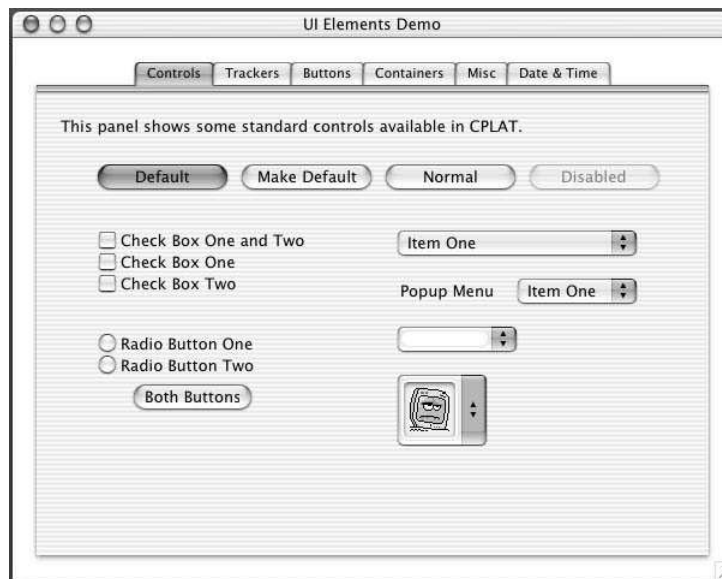 UI Elements Demo
Controls Trackers Buttons Containers Misc Date & Time
This panel shows some standard controls available in CPLAT.
Default Make Default Normal Disabled
Check Box One and Two
Check Box One
Check Box Two
Item One
Popup Menu Item One
Radio Button One
Radio Button Two
Both Buttons